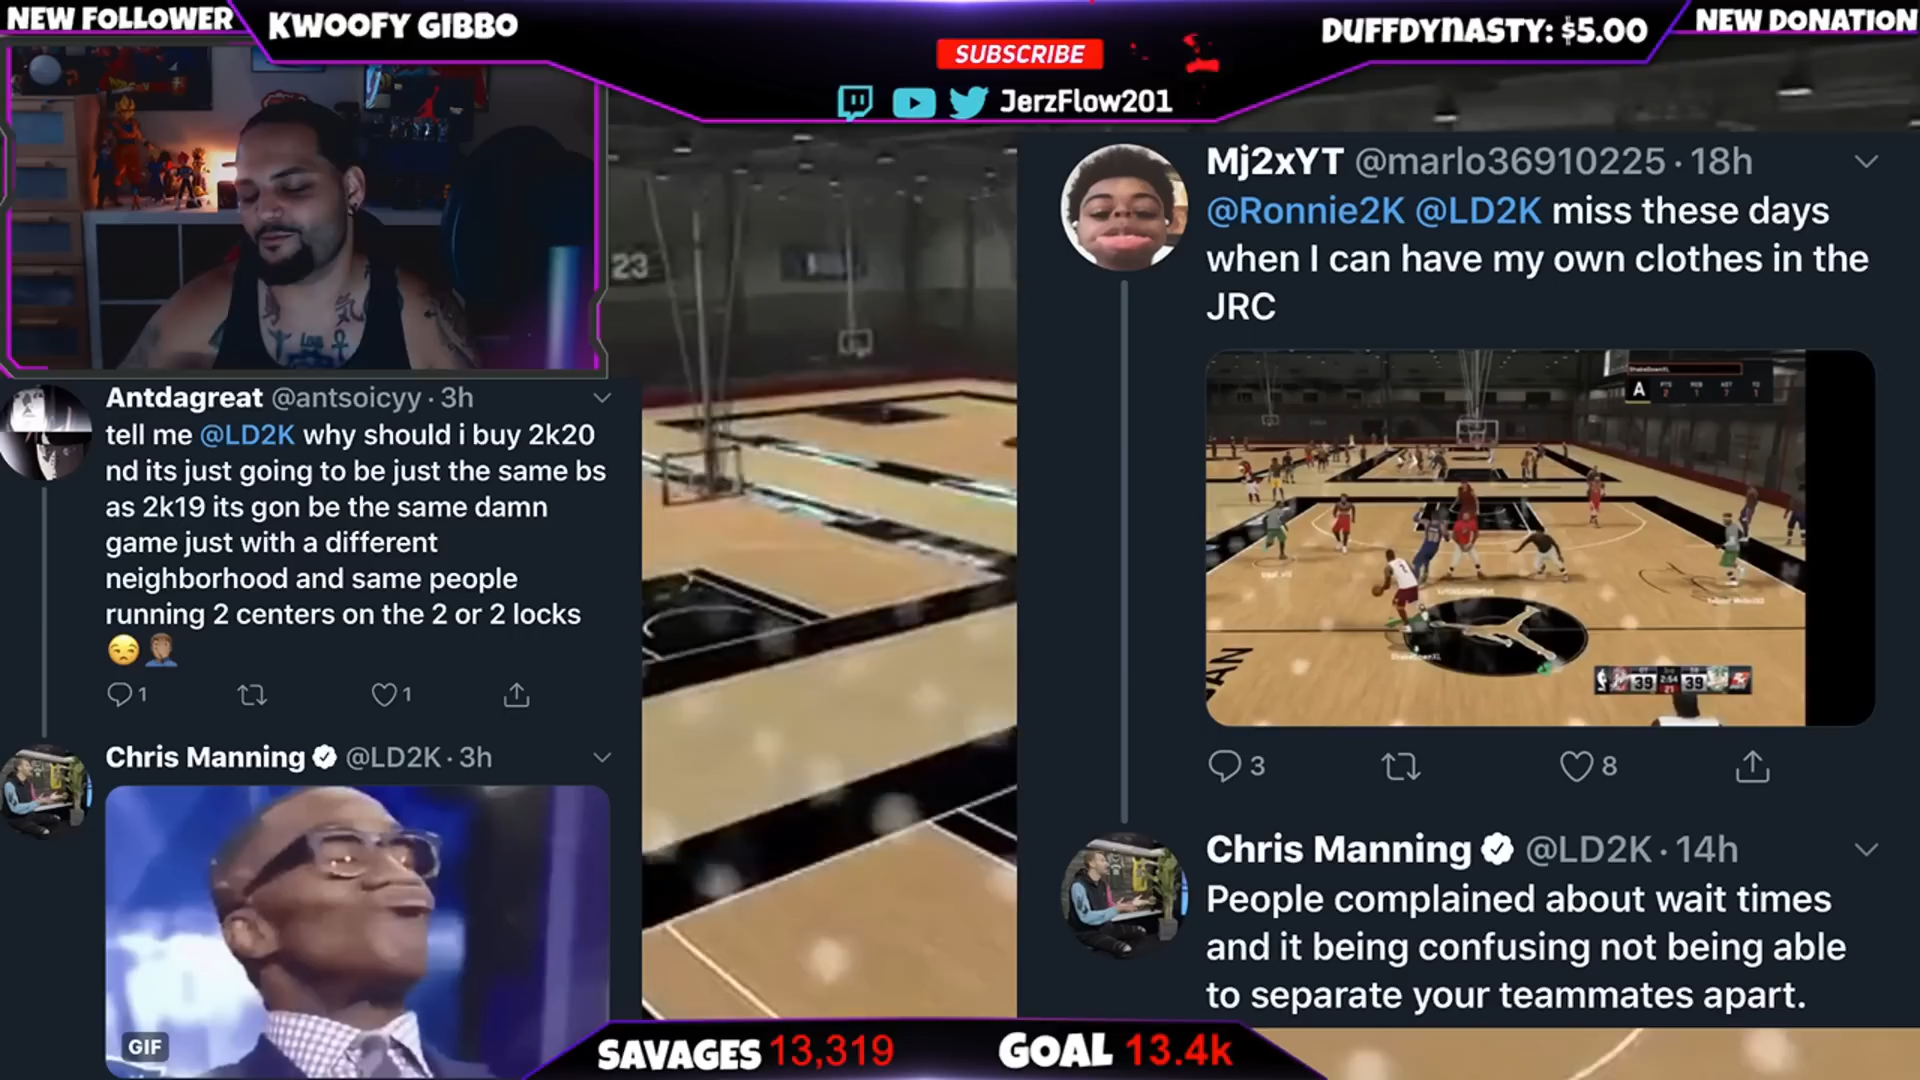 NEW FOLLOWER
KWOOFY GIBBO
SUBSCRIBE
JerzFlow201
DUFFDYNASTY: $5.00
NEW DONATION
23
Antdagreat @antsoicyy · 3h
tell me @LD2K why should i buy 2k20
nd its just going to be just the same bs
as 2k19 its gon be the same damn
game just with a different
neighborhood and same people
running 2 centers on the 2 or 2 locks
😒🤦🏽‍♂️
1
1
Chris Manning @LD2K · 3h
GIF
Mj2xYT @marlo36910225 · 18h
@Ronnie2K @LD2K miss these days
when I can have my own clothes in the
JRC
A
39 2:54 39
21
3
8
Chris Manning @LD2K · 14h
People complained about wait times
and it being confusing not being able
to separate your teammates apart.
SAVAGES 13,319
GOAL 13.4k